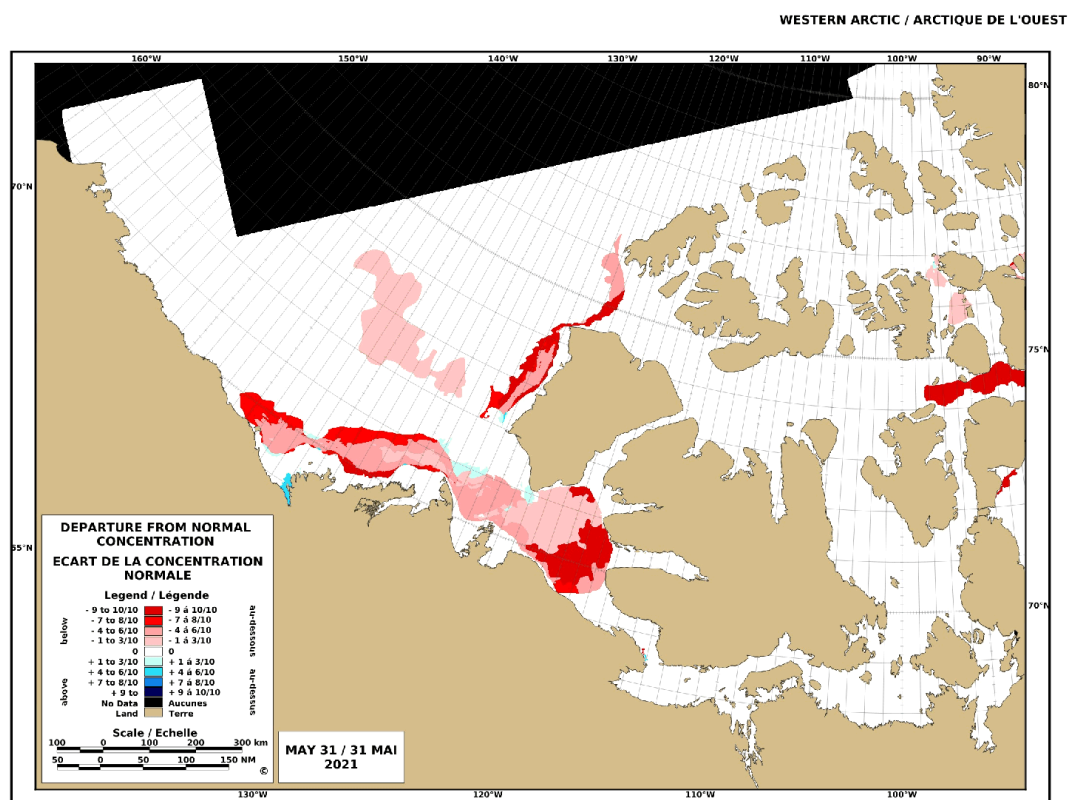 WESTERN ARCTIC / ARCTIQUE DE L'OUEST
160°W 150°W 140°W 130°W 120°W 110°W 100°W 90°W
80°N
70°N
75°N
65°N
70°N
DEPARTURE FROM NORMAL
CONCENTRATION
ECART DE LA CONCENTRATION
NORMALE
Legend / Légende
below
au-dessous
- 9 to 10/10 - 9 á 10/10
- 7 to 8/10 - 7 á 8/10
- 4 to 6/10 - 4 á 6/10
- 1 to 3/10 - 1 á 3/10
0 0
above
au-dessus
+ 1 to 3/10 + 1 á 3/10
+ 4 to 6/10 + 4 á 6/10
+ 7 to 8/10 + 7 á 8/10
+ 9 to + 9 á 10/10
No Data Aucunes
Land Terre
Scale / Echelle
100 0 100 200 300 km
50 0 50 100 150 NM
©
MAY 31 / 31 MAI
2021
130°W 120°W 110°W 100°W